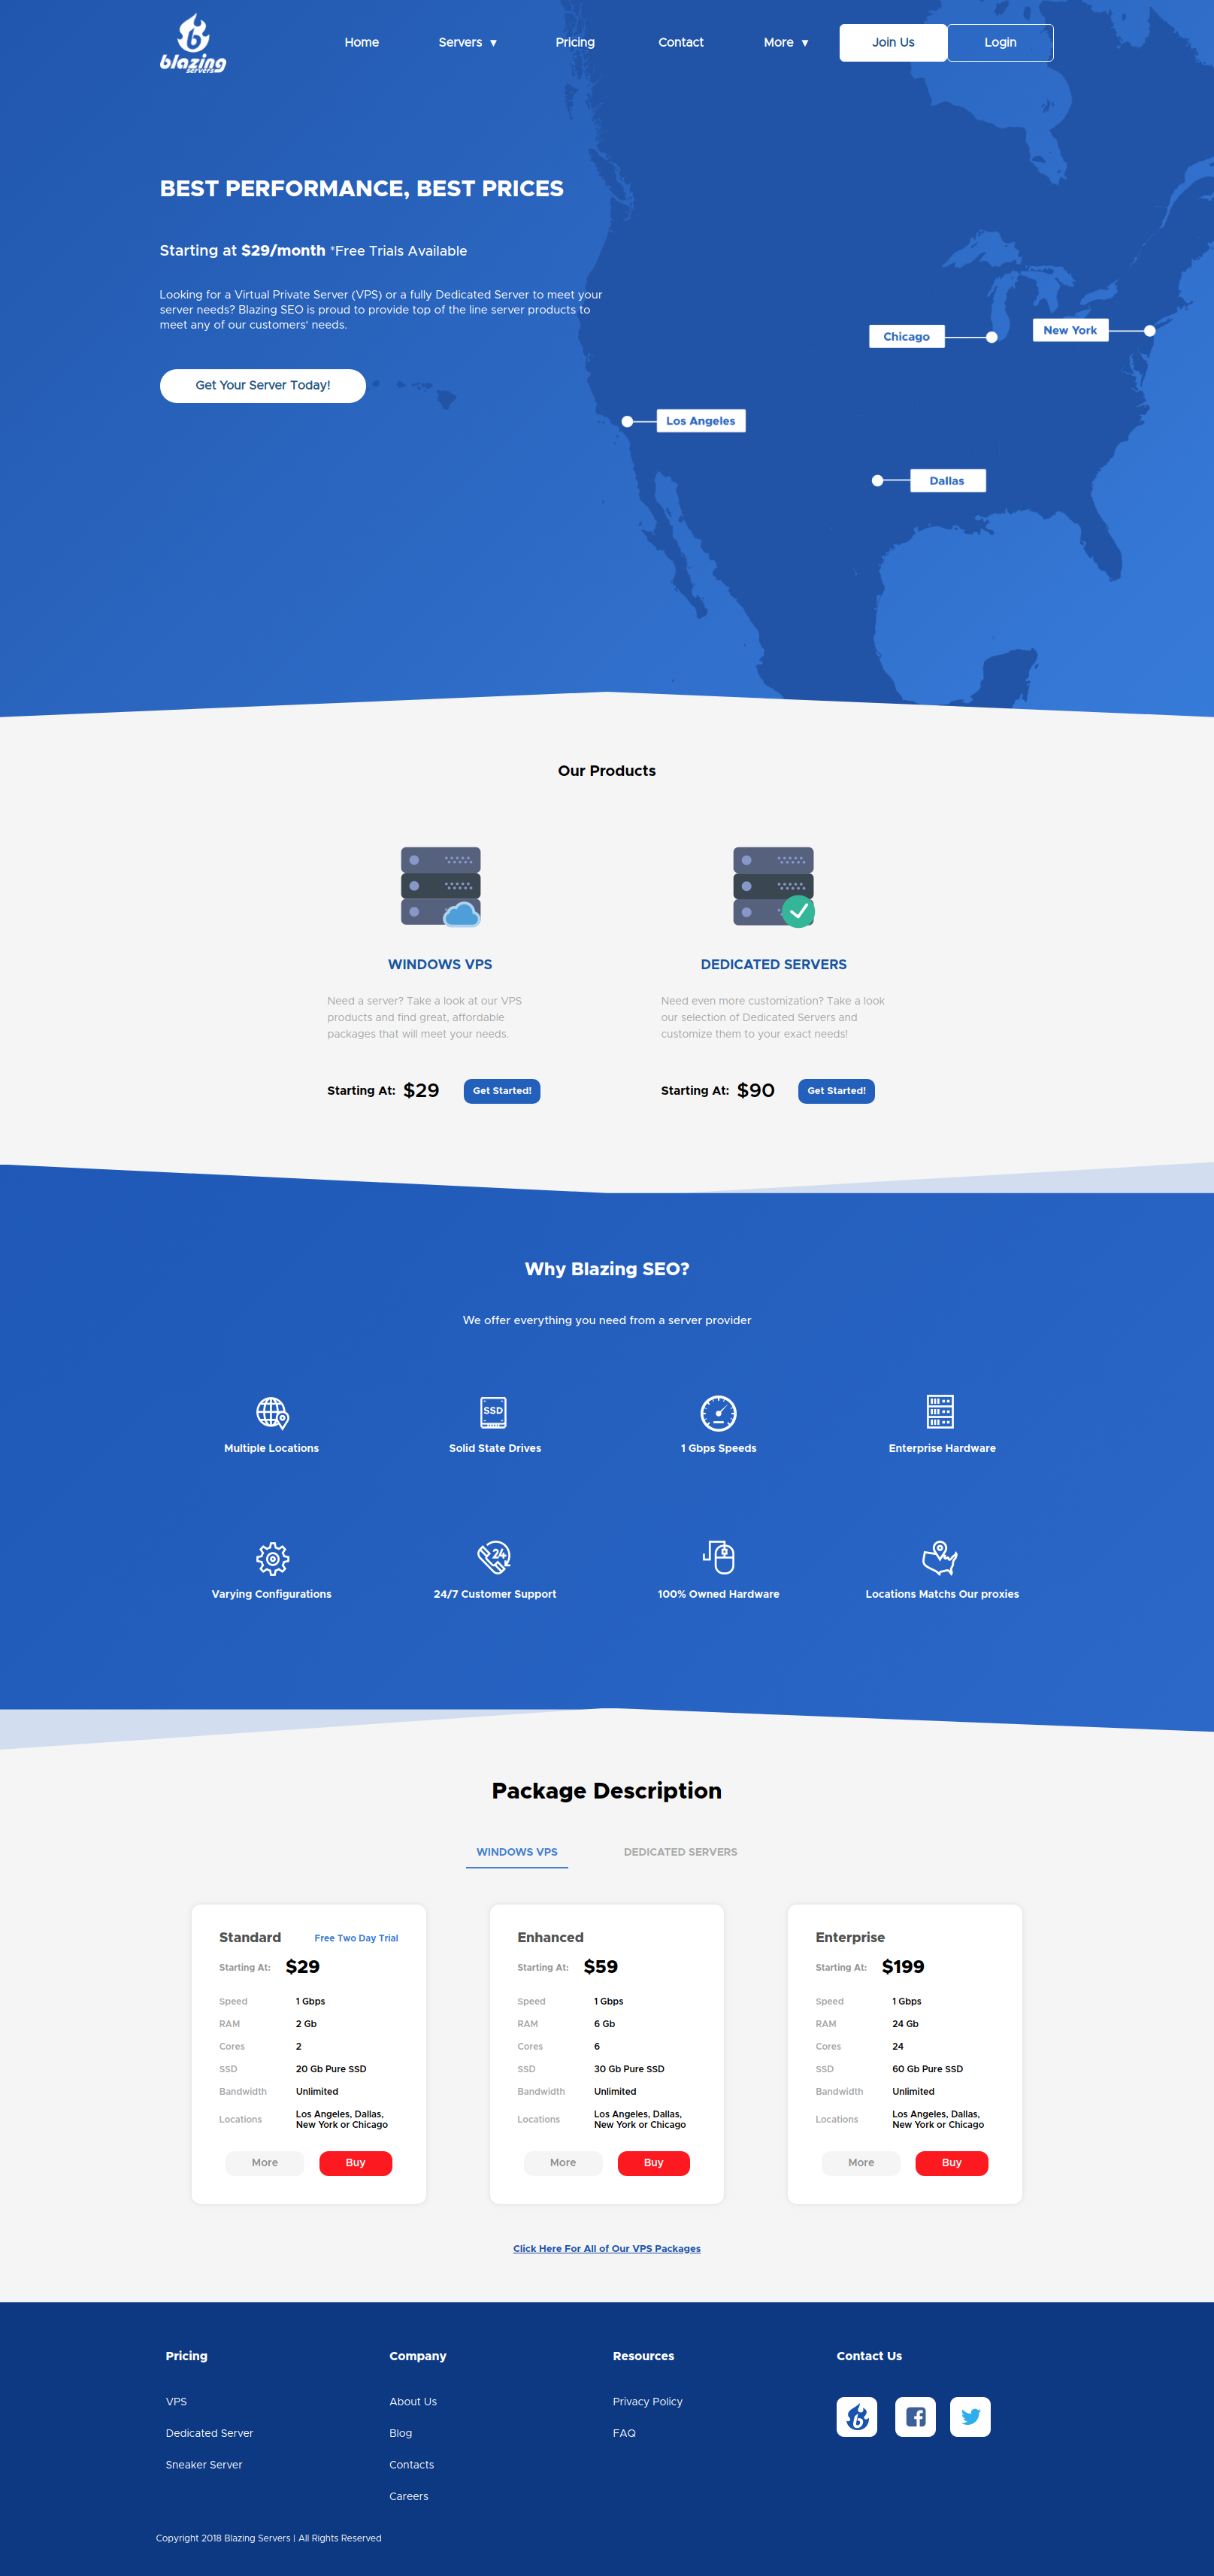 blazing
servers
Home
Servers ▼
Pricing
Contact
More ▼
Join Us
Login
BEST PERFORMANCE, BEST PRICES
Starting at $29/month *Free Trials Available
Looking for a Virtual Private Server (VPS) or a fully Dedicated Server to meet your
server needs? Blazing SEO is proud to provide top of the line server products to
meet any of our customers' needs.
Get Your Server Today!
Chicago
New York
Los Angeles
Dallas
Our Products
WINDOWS VPS
Need a server? Take a look at our VPS
products and find great, affordable
packages that will meet your needs.
Starting At: $29
Get Started!
DEDICATED SERVERS
Need even more customization? Take a look
our selection of Dedicated Servers and
customize them to your exact needs!
Starting At: $90
Get Started!
Why Blazing SEO?
We offer everything you need from a server provider
Multiple Locations
SSD
Solid State Drives
1 Gbps Speeds
Enterprise Hardware
Varying Configurations
24
24/7 Customer Support
100% Owned Hardware
Locations Matchs Our proxies
Package Description
WINDOWS VPS
DEDICATED SERVERS
Standard
Free Two Day Trial
Starting At: $29
Speed 1 Gbps
RAM 2 Gb
Cores 2
SSD 20 Gb Pure SSD
Bandwidth Unlimited
Locations Los Angeles, Dallas,
New York or Chicago
More
Buy
Enhanced
Starting At: $59
Speed 1 Gbps
RAM 6 Gb
Cores 6
SSD 30 Gb Pure SSD
Bandwidth Unlimited
Locations Los Angeles, Dallas,
New York or Chicago
More
Buy
Enterprise
Starting At: $199
Speed 1 Gbps
RAM 24 Gb
Cores 24
SSD 60 Gb Pure SSD
Bandwidth Unlimited
Locations Los Angeles, Dallas,
New York or Chicago
More
Buy
Click Here For All of Our VPS Packages
Pricing
VPS
Dedicated Server
Sneaker Server
Company
About Us
Blog
Contacts
Careers
Resources
Privacy Policy
FAQ
Contact Us
Copyright 2018 Blazing Servers | All Rights Reserved